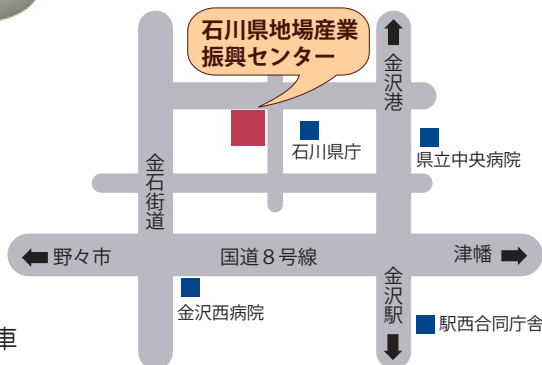 石川県地場産業
振興センター
金沢港
石川県庁
県立中央病院
金石街道
野々市
国道８号線
津幡
金沢西病院
金沢駅
駅西合同庁舎
車